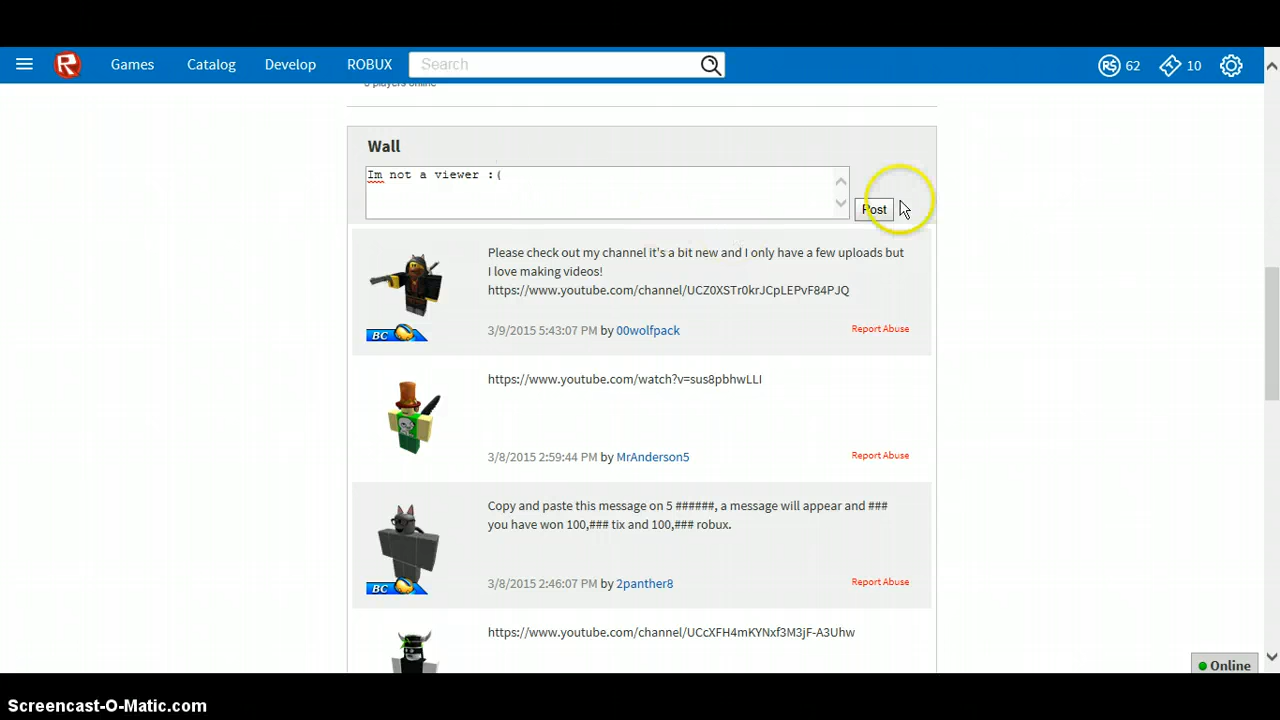 Games Catalog Develop ROBUX Search R$ 62 10
players online
Wall
Im not a viewer :(
Post
Please check out my channel it's a bit new and I only have a few uploads but
I love making videos!
https://www.youtube.com/channel/UCZ0XSTr0krJCpLEPvF84PJQ
BC 3/9/2015 5:43:07 PM by 00wolfpack Report Abuse
https://www.youtube.com/watch?v=sus8pbhwLLI
3/8/2015 2:59:44 PM by MrAnderson5 Report Abuse
Copy and paste this message on 5 ######, a message will appear and ###
you have won 100,### tix and 100,### robux.
BC 3/8/2015 2:46:07 PM by 2panther8 Report Abuse
https://www.youtube.com/channel/UCcXFH4mKYNxf3M3jF-A3Uhw
Online
Screencast-O-Matic.com